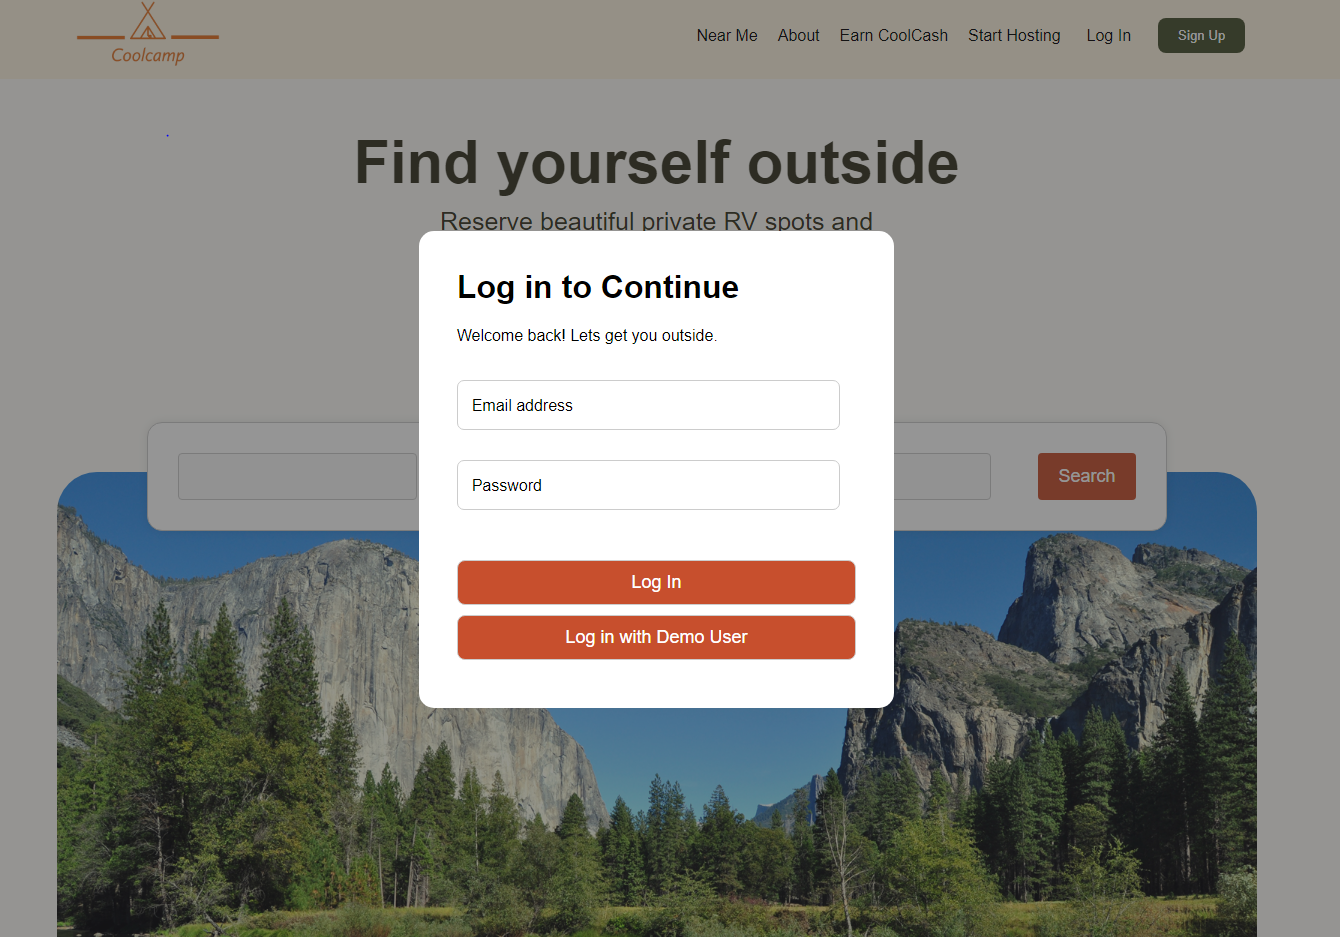 Coolcamp
Near Me About Earn CoolCash Start Hosting Log In Sign Up
Find yourself outside
Reserve beautiful private RV spots and
Log in to Continue
Welcome back! Lets get you outside.
Email address
Password
Search
Log In
Log in with Demo User